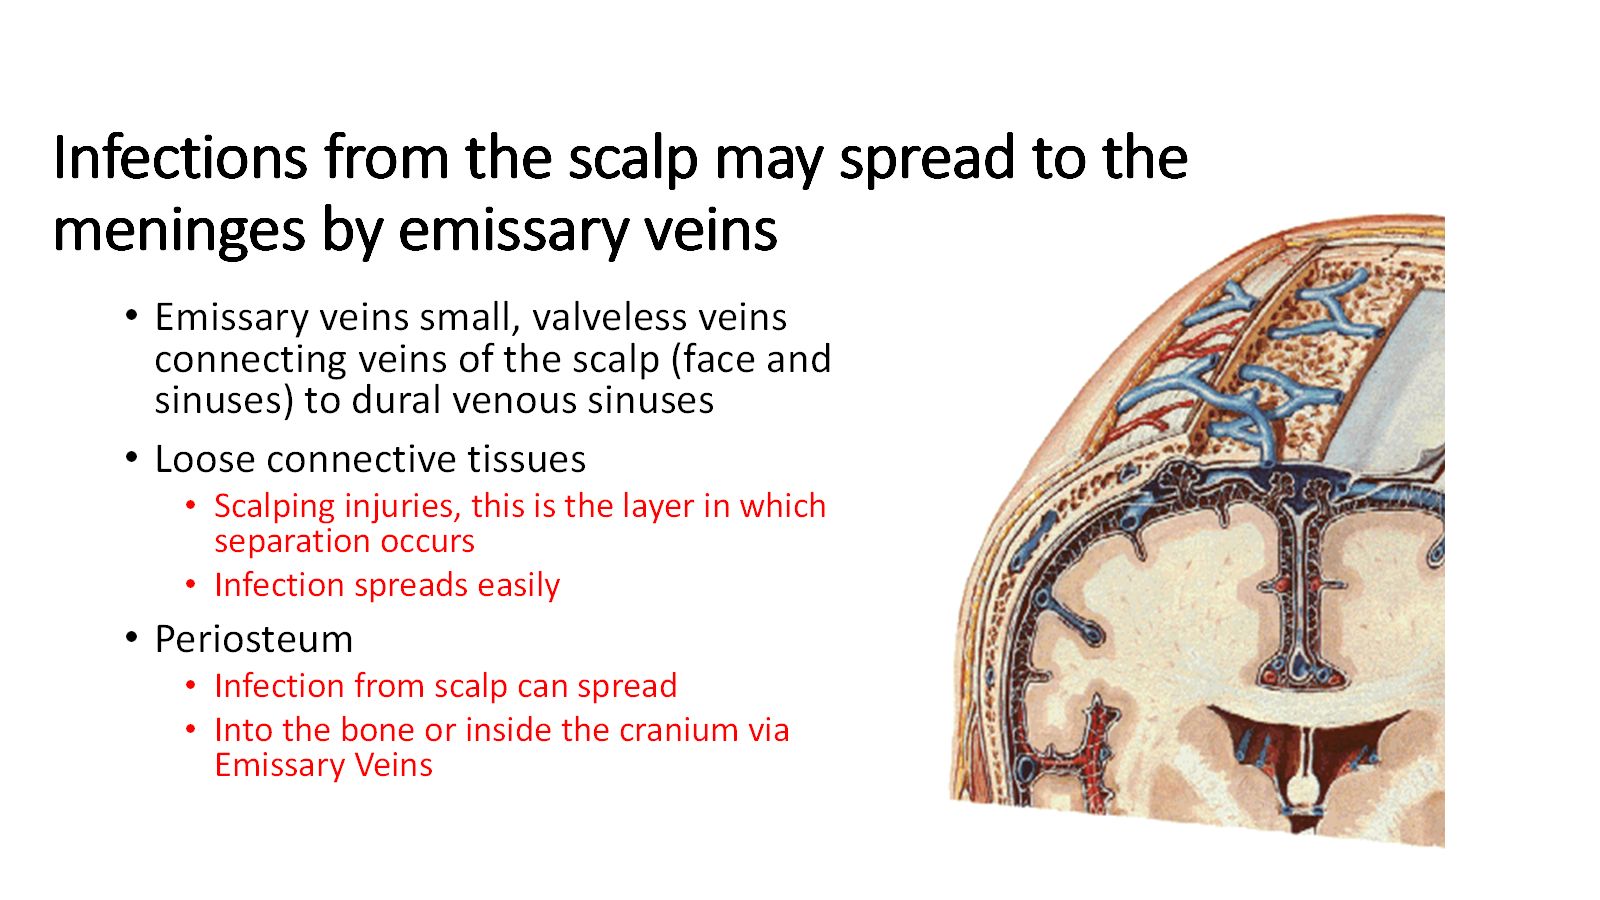 Infections from the scalp may spread to the
meninges by emissary veins
• Emissary veins small, valveless veins
connecting veins of the scalp (face and
sinuses) to dural venous sinuses
• Loose connective tissues
• Scalping injuries, this is the layer in which
separation occurs
• Infection spreads easily
• Periosteum
• Infection from scalp can spread
• Into the bone or inside the cranium via
Emissary Veins